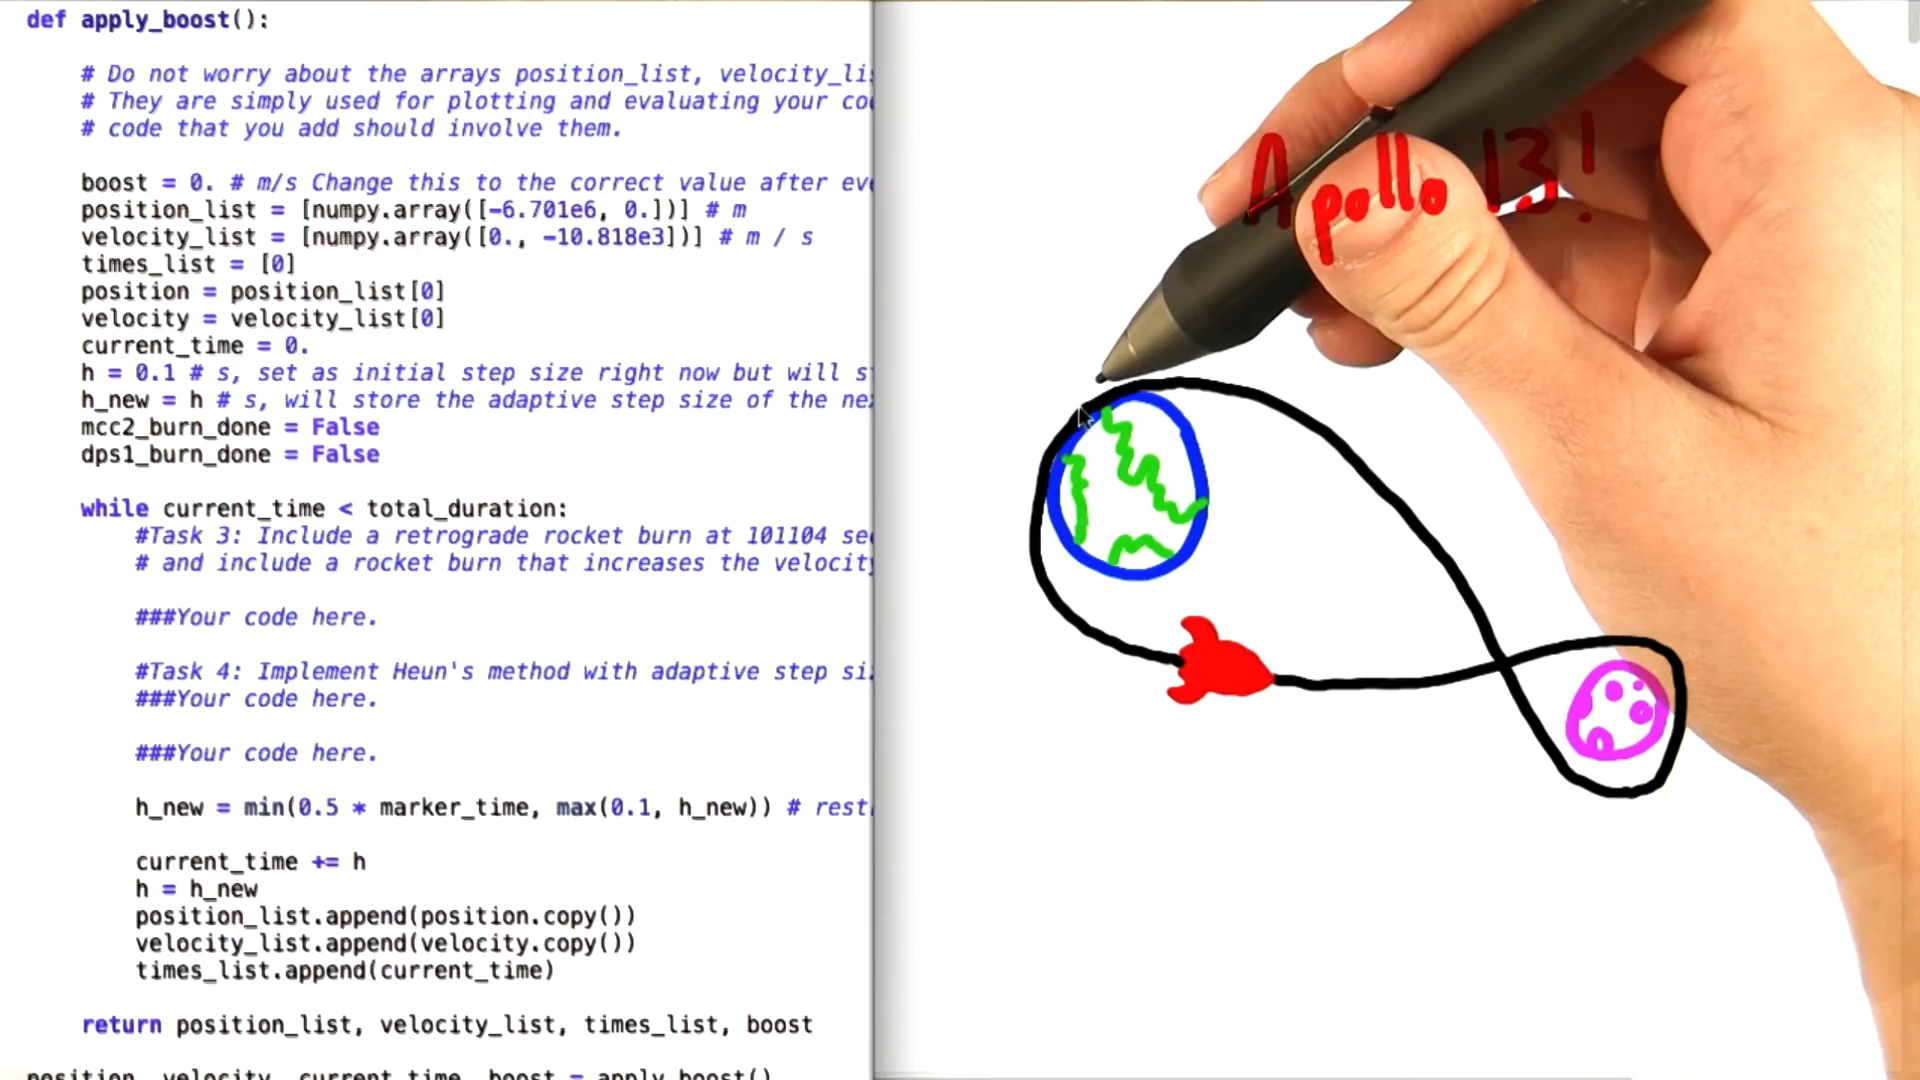 def apply_boost():
# Do not worry about the arrays position_list,
# They are simply used for plotting and evaluating your
# code that you add should involve them.
boost = 0. # m/s Change this to the correct value after
position_list = [numpy.array([-6.701e6, 0.])] # m
velocity_list = [numpy.array([0., -10.818e3])] # m / s
times_list = [0]
position = position_list[0]
velocity = velocity_list[0]
current_time = 0.
h = 0.1 # s, set as initial step size right now but will
h_new = h # s, will store the adaptive step size of the
mcc2_burn_done = False
dps1_burn_done = False
while current_time < total_duration:
#Task 3: Include a retrograde rocket burn at 101104
# and include a rocket burn that increases the velocity
###Your code here.
#Task 4: Implement Heun's method with adaptive step
###Your code here.
###Your code here.
h_new = min(0.5 * marker_time, max(0.1, h_new)) #
current_time += h
h = h_new
position_list.append(position.copy())
velocity_list.append(velocity.copy())
times_list.append(current_time)
return position_list, velocity_list, times_list, boost
position, velocity, current_time, boost = apply_boost()
Apollo 13!